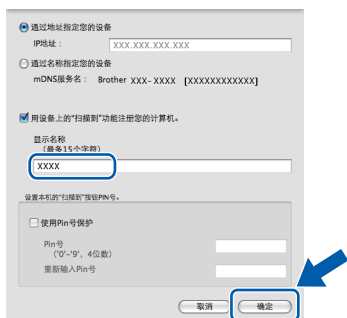 通过地址指定您的设备
IP地址： XXX.XXX.XXX.XXX
通过名称指定您的设备
mDNS服务名： Brother XXX-XXXX [XXXXXXXXXXXX]
用设备上的“扫描到”功能注册您的计算机。
显示名称
（最多15个字符）
XXXX
设置本机的“扫描到”按钮PIN号。
使用Pin号保护
Pin号
（'0'-'9'，4位数）
重新输入Pin号
取消 确定